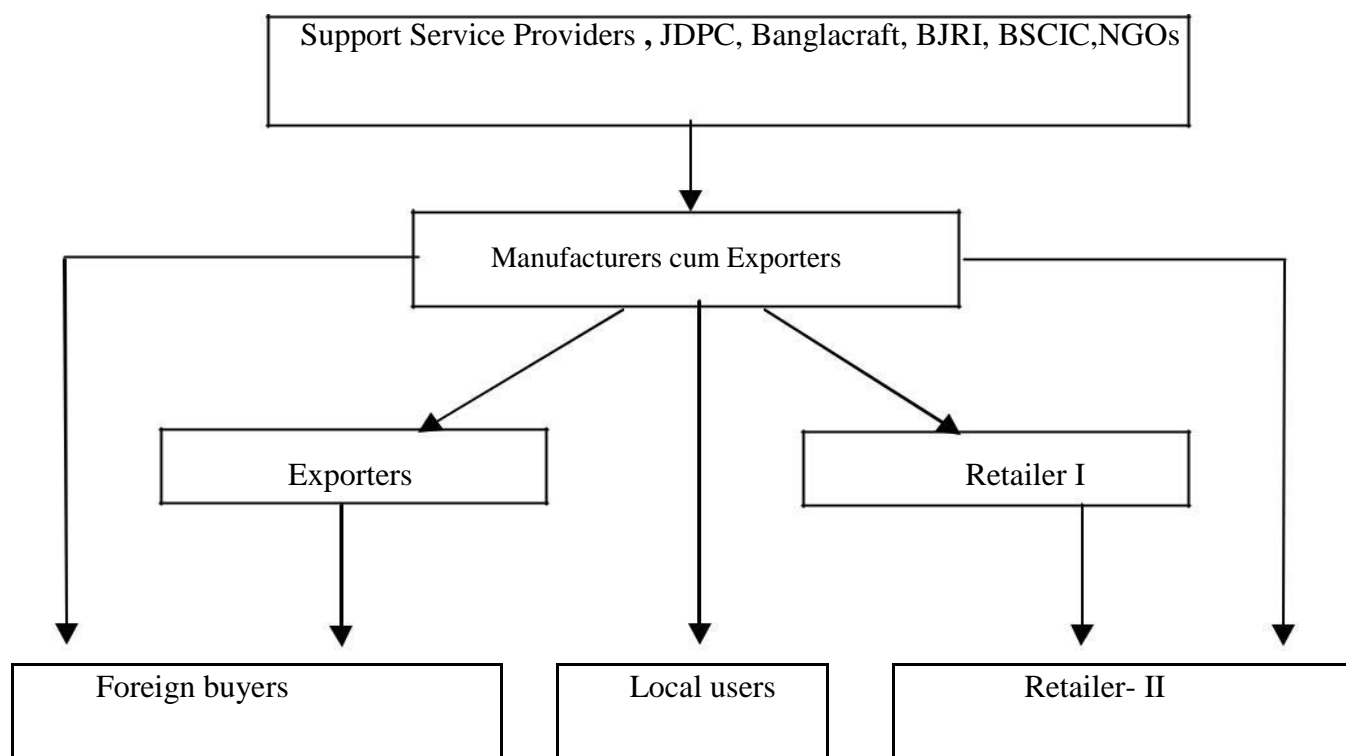 Support Service Providers , JDPC, Banglacraft, BJRI, BSCIC,NGOs
Manufacturers cum Exporters
Exporters
Retailer I
Foreign buyers
Local users
Retailer- II